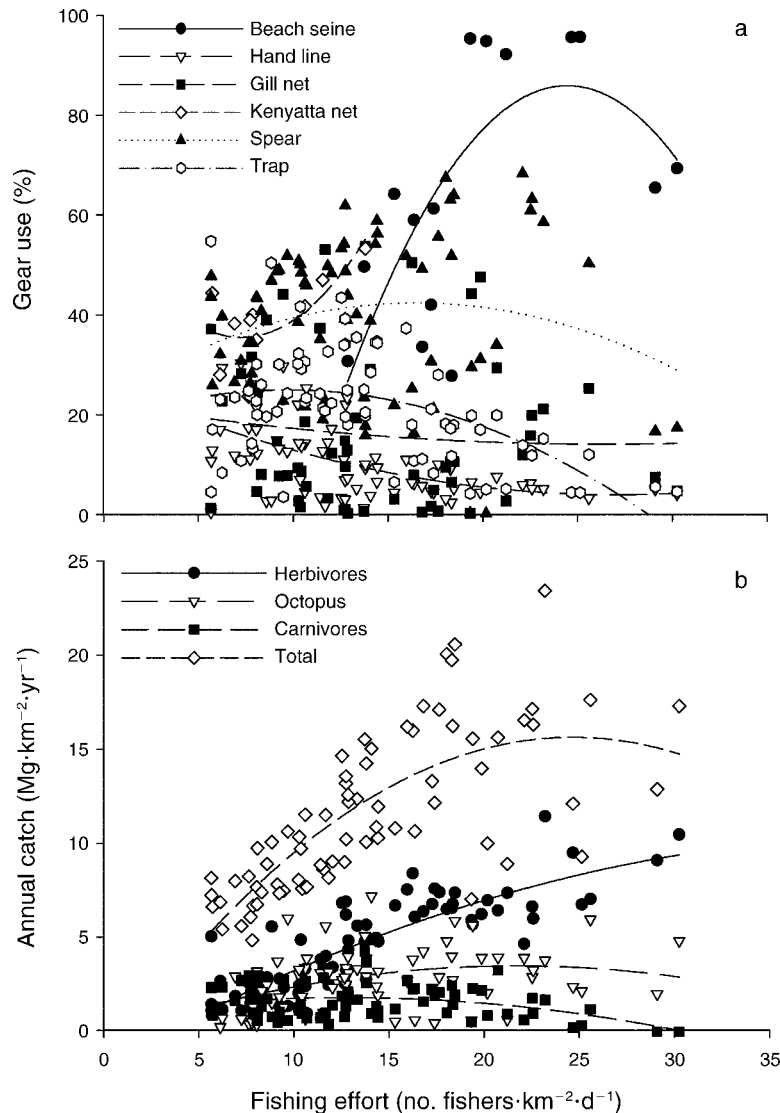 100
80
60
40
20
0
Gear use (%)
Beach seine
Hand line
Gill net
Kenyatta net
Spear
Trap
a
25
20
15
10
5
0
Annual catch (Mg·km⁻²·yr⁻¹)
Herbivores
Octopus
Carnivores
Total
b
0 5 10 15 20 25 30 35
Fishing effort (no. fishers·km⁻²·d⁻¹)